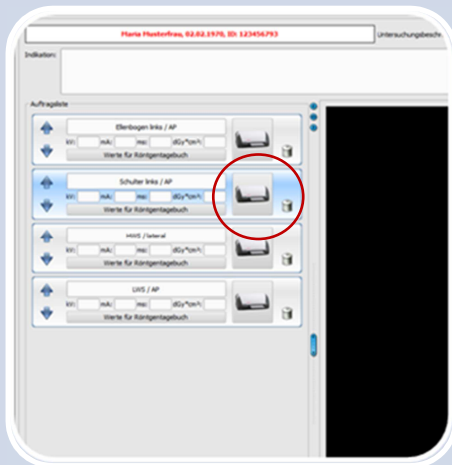 Maria Musterfrau, 02.02.1970, ID: 123456793
Untersuchungsbeschr.
Indikation:
Auftragsliste
Ellenbogen links / AP
kV: mA: ms: dGy*cm²:
Werte für Röntgentagebuch
Schulter links / AP
kV: mA: ms: dGy*cm²:
Werte für Röntgentagebuch
HWS / lateral
kV: mA: ms: dGy*cm²:
Werte für Röntgentagebuch
LWS / AP
kV: mA: ms: dGy*cm²:
Werte für Röntgentagebuch